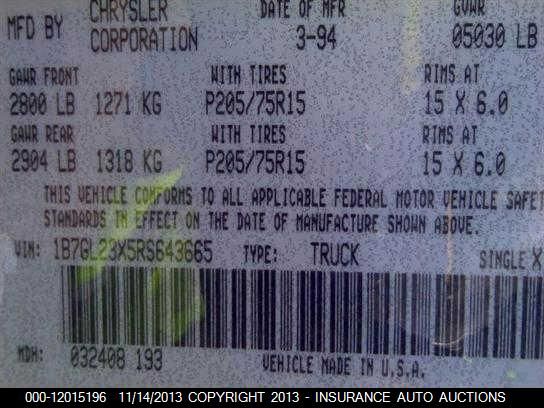 MFD BY CHRYSLER CORPORATION DATE OF MFR 3-94 GVWR 05030 LB
GAWR FRONT WITH TIRES RIMS AT
2800 LB 1271 KG P205/75R15 15 X 6.0
GAWR REAR WITH TIRES RIMS AT
2904 LB 1318 KG P205/75R15 15 X 6.0
THIS VEHICLE CONFORMS TO ALL APPLICABLE FEDERAL MOTOR VEHICLE SAFET
STANDARDS IN EFFECT ON THE DATE OF MANUFACTURE SHOWN ABOVE.
VIN: 1B7GL23X5RS643665 TYPE: TRUCK SINGLE X
MDH: 032408 193 VEHICLE MADE IN U.S.A.
000-12015196 11/14/2013 COPYRIGHT 2013 - INSURANCE AUTO AUCTIONS